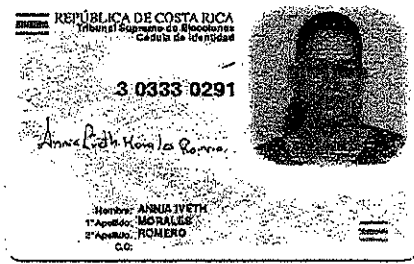 REPÚBLICA DE COSTA RICA
Tribunal Supremo de Elecciones
Cédula de Identidad
3 0333 0291
Nombre: ANNIA IVETH
1°Apellido: MORALES
2°Apellido: ROMERO
C.C: